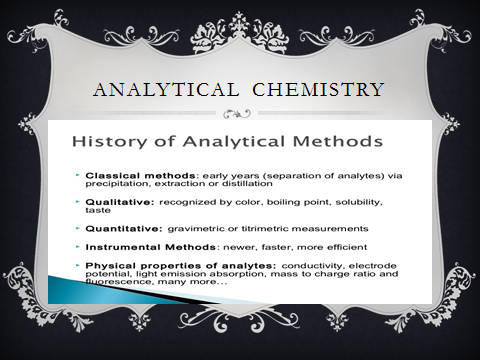 ANALYTICAL CHEMISTRY
History of Analytical Methods
Classical methods: early years (separation of analytes) via
precipitation, extraction or distillation
Qualitative: recognized by color, boiling point, solubility,
taste
Quantitative: gravimetric or titrimetric measurements
Instrumental Methods: newer, faster, more efficient
Physical properties of analytes: conductivity, electrode
potential, light emission absorption, mass to charge ratio and
fluorescence, many more...